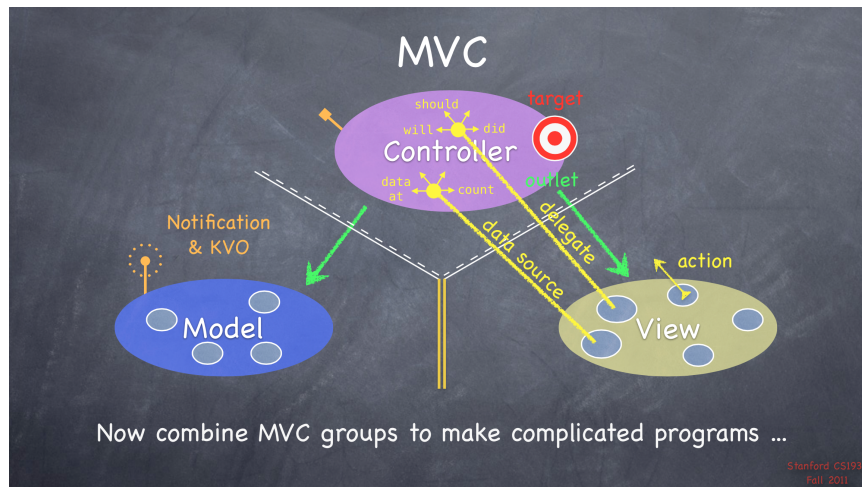 MVC
should
target
will
did
Controller
data
at
count
outlet
Notification
& KVO
delegate
data source
action
Model
View
Now combine MVC groups to make complicated programs ...
Stanford CS193
Fall 2011